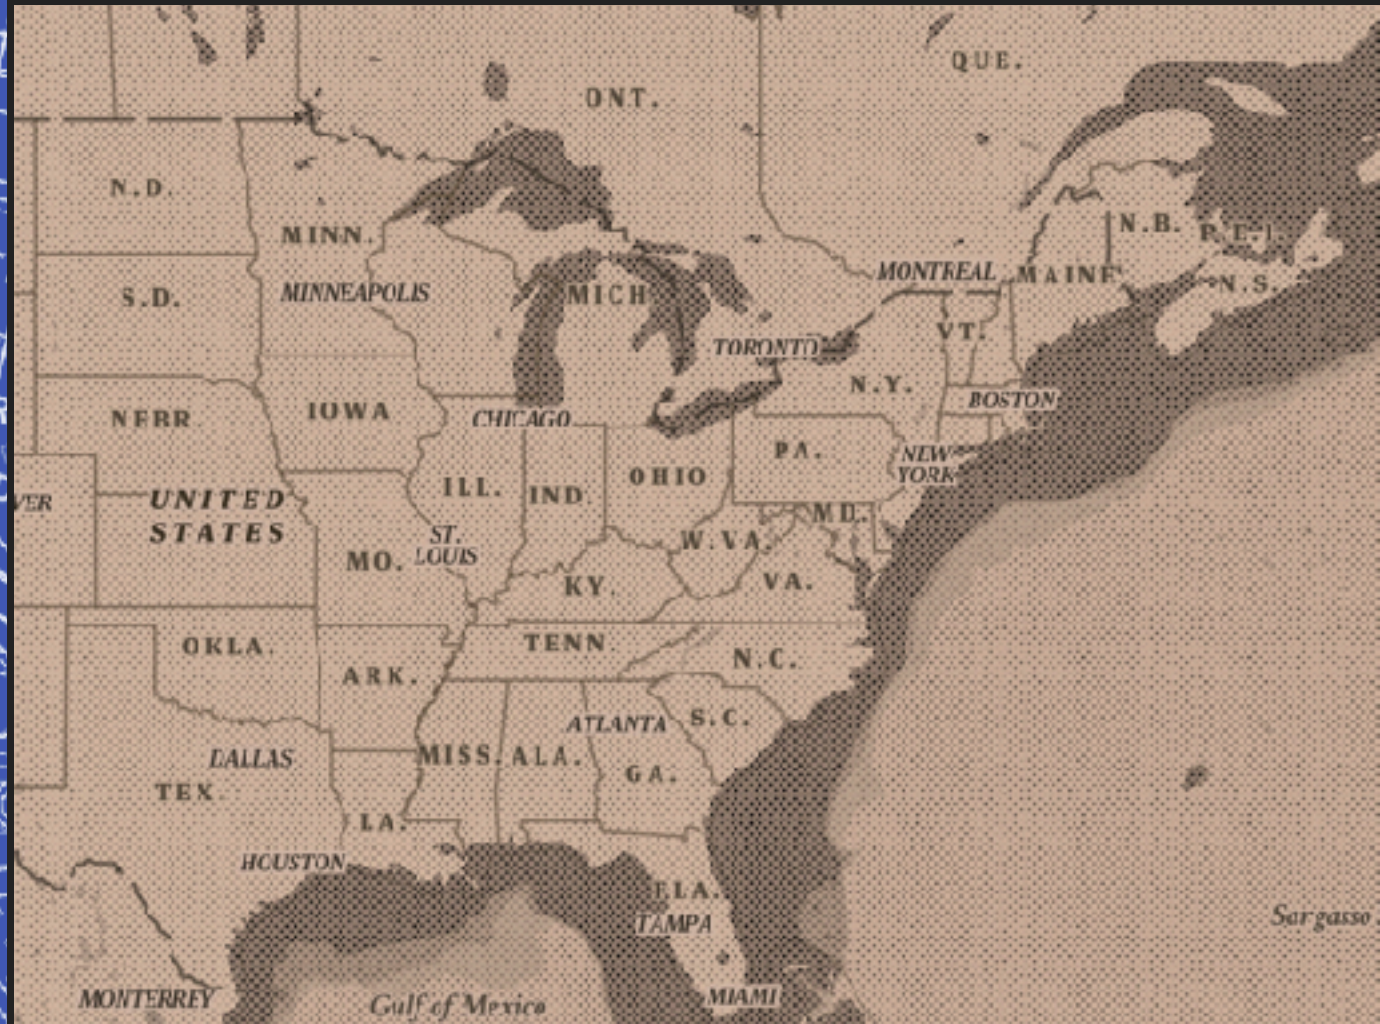 QUE.
ONT.
N.D.
MINN.
N.B.
P.E.I.
MONTREAL
MAINE
N.S.
S.D.
MINNEAPOLIS
MICH
VT.
TORONTO
N.Y.
BOSTON
NEBR
IOWA
CHICAGO
PA.
NEW
YORK
OHIO
ILL.
IND.
VER
UNITED
STATES
MD.
ST.
LOUIS
W.VA.
MO.
KY.
VA.
OKLA.
TENN.
N.C.
ARK.
ATLANTA
S.C.
DALLAS
MISS.
ALA.
GA.
TEX.
LA.
HOUSTON
FLA.
TAMPA
Sargasso
MONTERREY
Gulf of Mexico
MIAMI